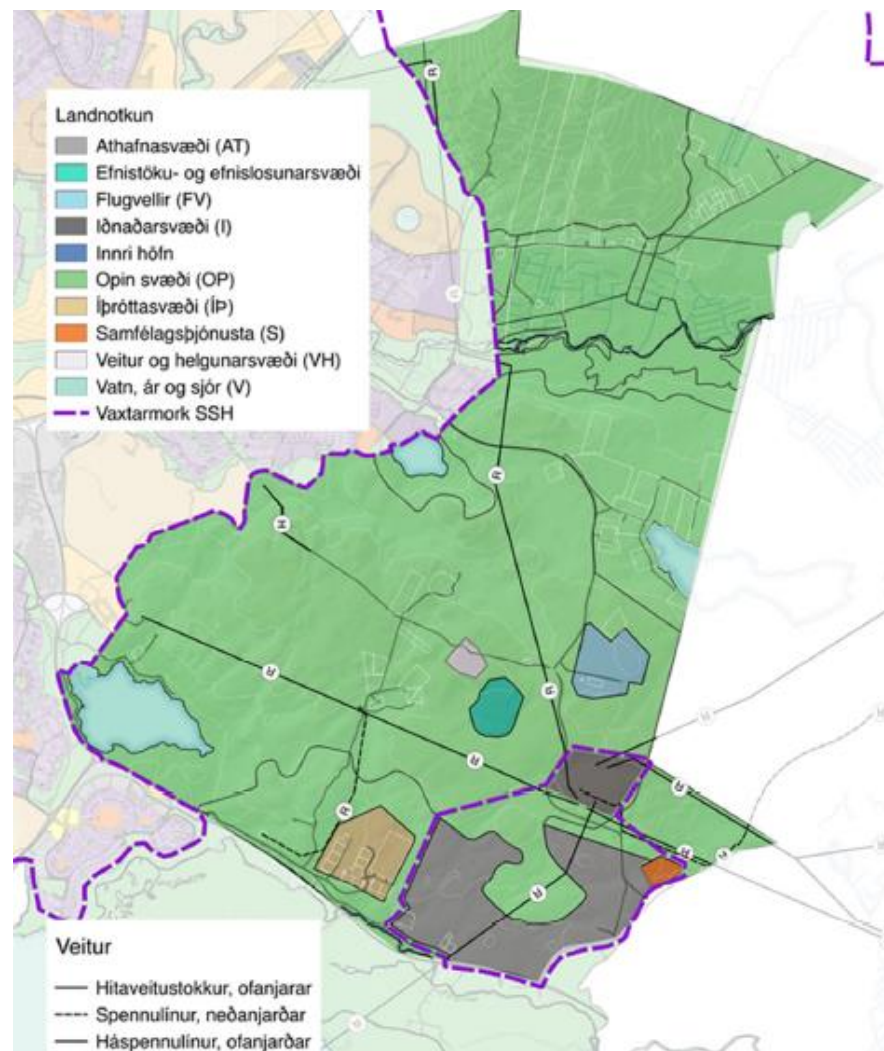 Landnotkun
Athafnasvæði (AT)
Efnistöku- og efnislosunarsvæði
Flugvellir (FV)
Iðnaðarsvæði (I)
Innri höfn
Opin svæði (OP)
Íþróttasvæði (ÍÞ)
Samfélagsþjónusta (S)
Veitur og helgunarsvæði (VH)
Vatn, ár og sjór (V)
Vaxtarmork SSH
Veitur
Hitaveitustokkur, ofanjarar
Spennulínur, neðanjarðar
Háspennulínur, ofanjarðar